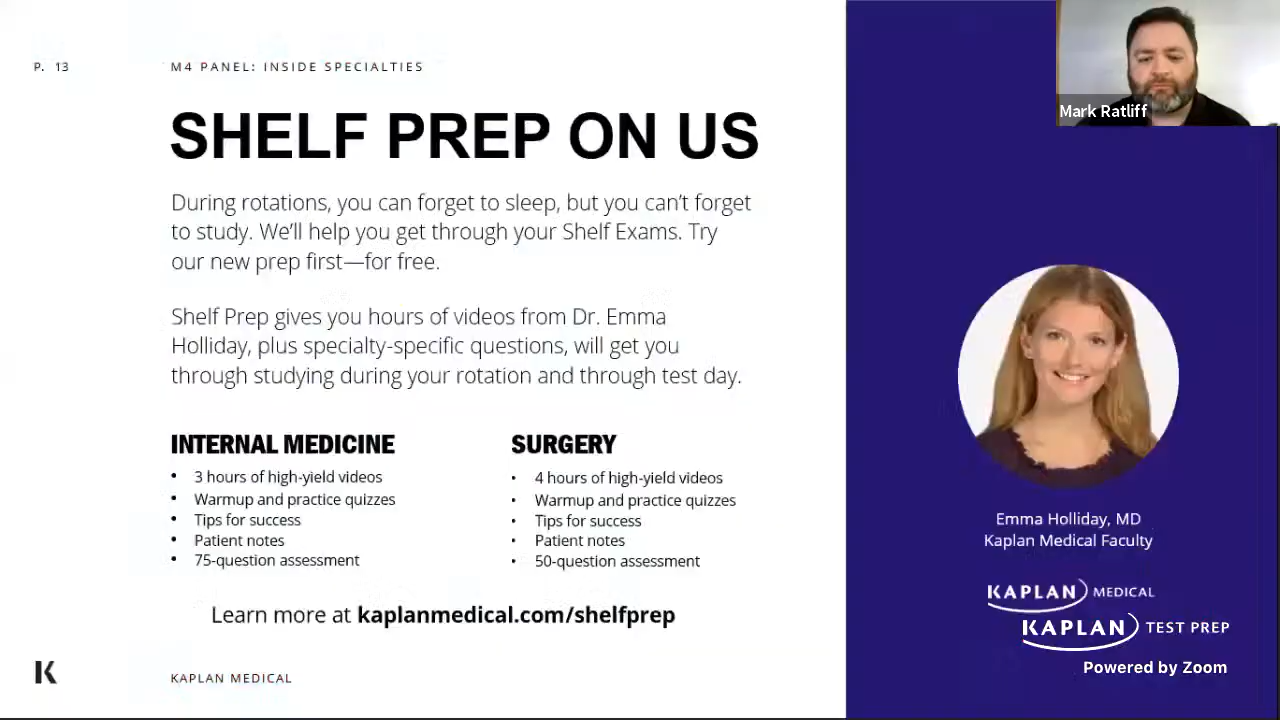 P. 13
M4 PANEL: INSIDE SPECIALTIES
Mark Ratliff
SHELF PREP ON US
During rotations, you can forget to sleep, but you can't forget
to study. We'll help you get through your Shelf Exams. Try
our new prep first—for free.
Shelf Prep gives you hours of videos from Dr. Emma
Holliday, plus specialty-specific questions, will get you
through studying during your rotation and through test day.
INTERNAL MEDICINE
• 3 hours of high-yield videos
• Warmup and practice quizzes
• Tips for success
• Patient notes
• 75-question assessment
SURGERY
• 4 hours of high-yield videos
• Warmup and practice quizzes
• Tips for success
• Patient notes
• 50-question assessment
Learn more at kaplanmedical.com/shelfprep
Emma Holliday, MD
Kaplan Medical Faculty
KAPLAN MEDICAL
KAPLAN TEST PREP
Powered by Zoom
K
KAPLAN MEDICAL